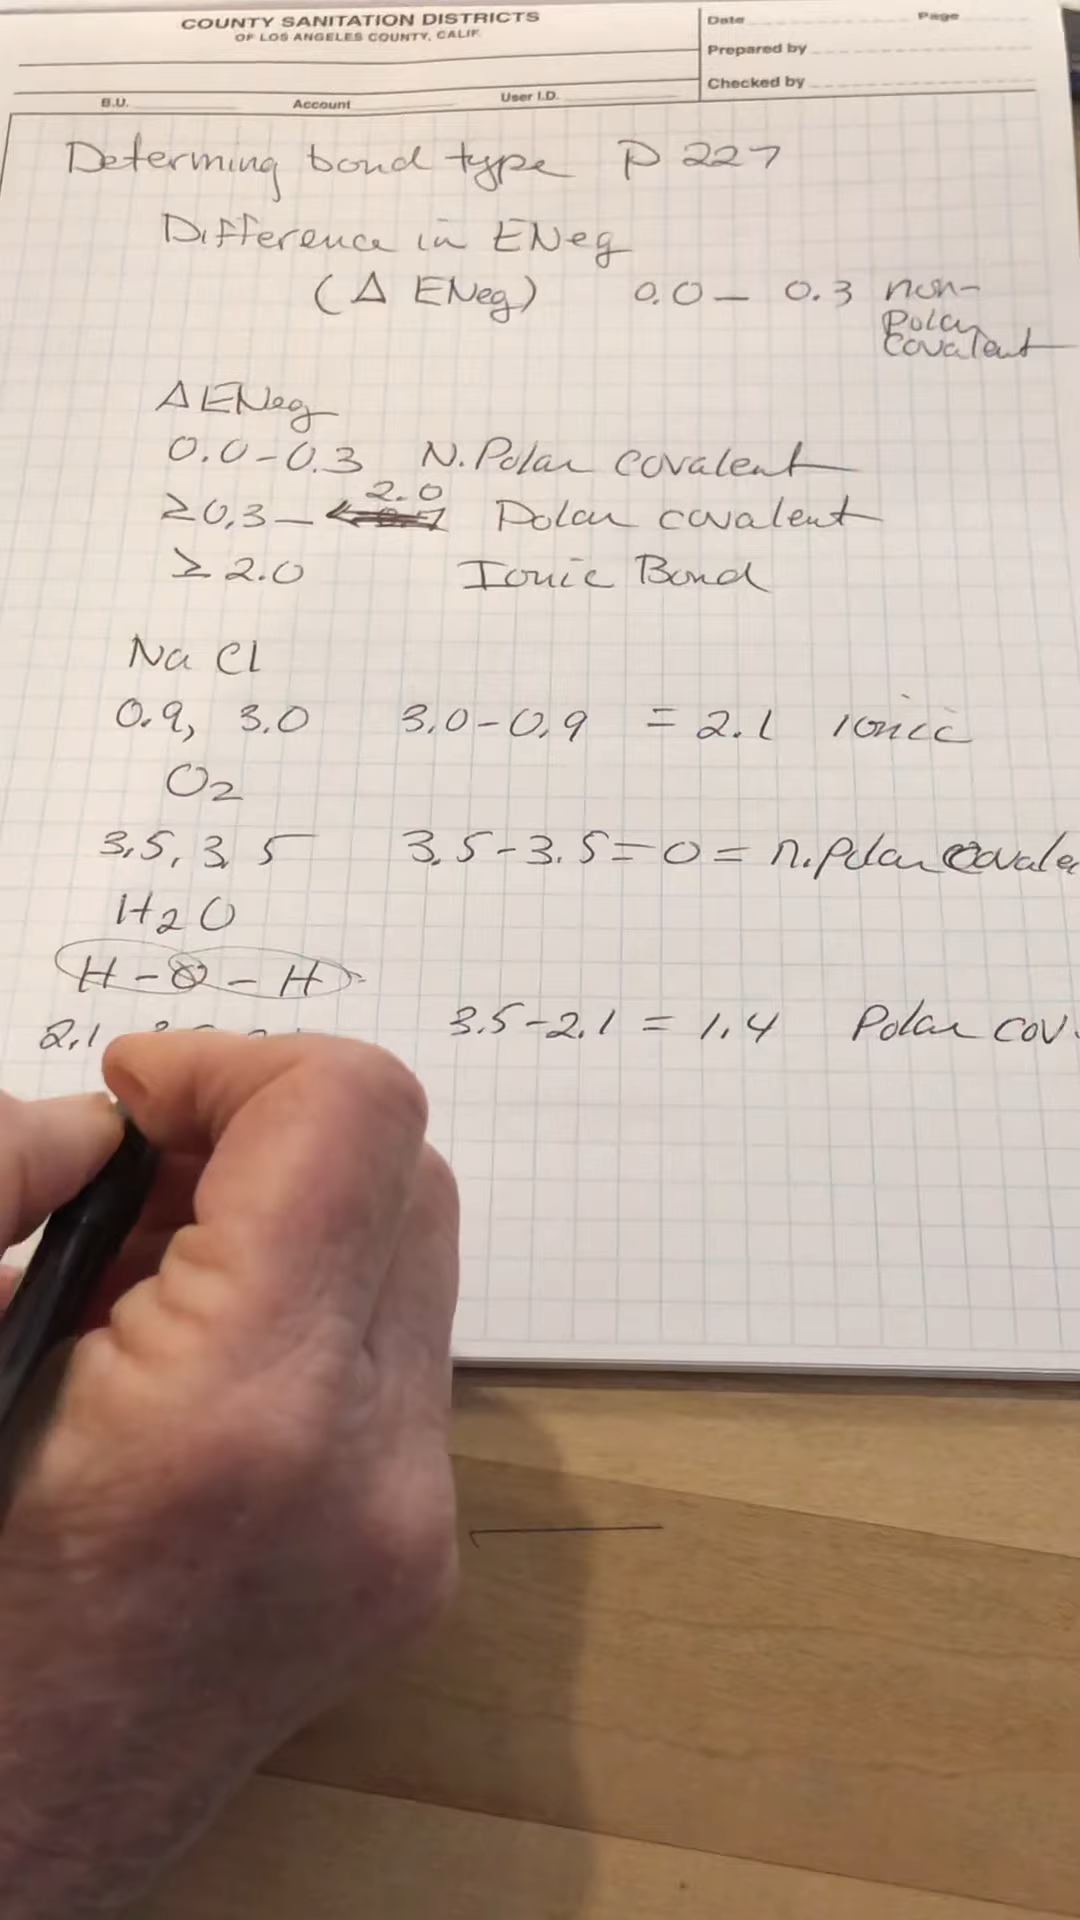 COUNTY SANITATION DISTRICTS
OF LOS ANGELES COUNTY, CALIF.
Date
Page
Prepared by
Checked by
B.U.
Account
User I.D.
Determing bond type P 227
Difference in ENeg
(Δ ENeg) 0.0 – 0.3 non-
Polar
Covalent
Δ ENeg
0.0-0.3 N.Polar covalent
≥0.3 – 2.0 Polar covalent
≥ 2.0 Ionic Bond
Na Cl
0.9, 3.0 3.0-0.9 = 2.1 ionic
O2
3.5, 3.5 3.5-3.5=0= n.polar covale
H2O
H-O-H
2.1 3.5-2.1 = 1.4 Polar cov.